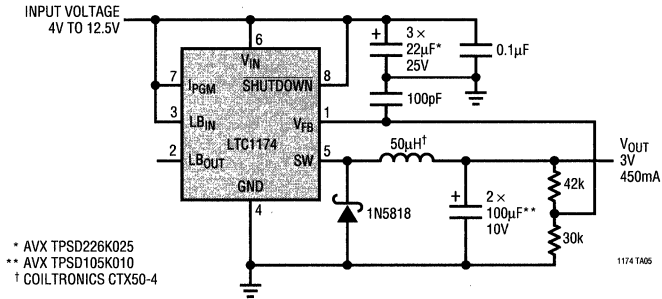 INPUT VOLTAGE
4V TO 12.5V
6
VIN
7
IPGM
SHUTDOWN
8
3
LBIN
VFB
1
LTC1174
2
LBOUT
SW
5
GND
4
+
3 ×
22µF*
25V
0.1µF
100pF
50µH†
VOUT
3V
450mA
1N5818
+
2 ×
100µF**
10V
42k
30k
* AVX TPSD226K025
** AVX TPSD105K010
† COILTRONICS CTX50-4
1174 TA05